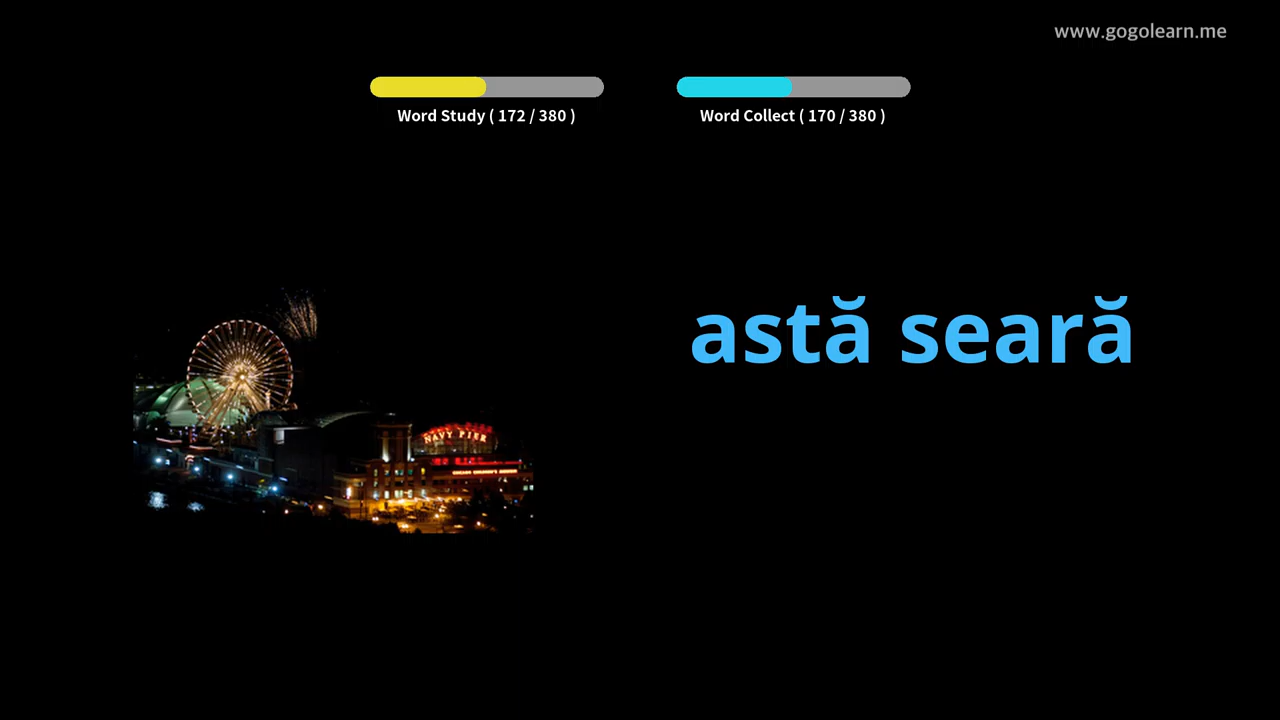 www.gogolearn.me
Word Study ( 172 / 380 )
Word Collect ( 170 / 380 )
astă seară
NAVY PIER